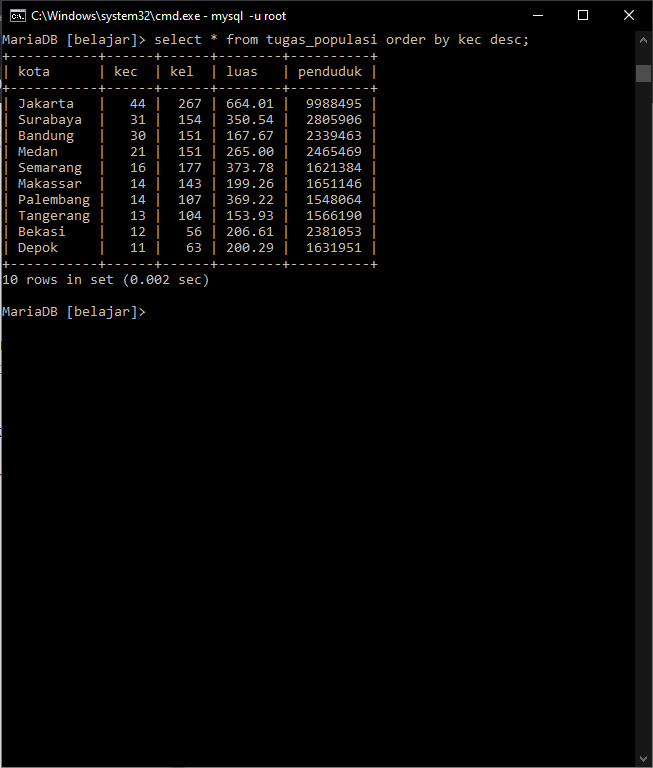 C:\Windows\system32\cmd.exe - mysql  -u root
MariaDB [belajar]> select * from tugas_populasi order by kec desc;
+-----------+------+------+--------+----------+
| kota      | kec  | kel  | luas   | penduduk |
+-----------+------+------+--------+----------+
| Jakarta   |   44 |  267 | 664.01 |  9988495 |
| Surabaya  |   31 |  154 | 350.54 |  2805906 |
| Bandung   |   30 |  151 | 167.67 |  2339463 |
| Medan     |   21 |  151 | 265.00 |  2465469 |
| Semarang  |   16 |  177 | 373.78 |  1621384 |
| Makassar  |   14 |  143 | 199.26 |  1651146 |
| Palembang |   14 |  107 | 369.22 |  1548064 |
| Tangerang |   13 |  104 | 153.93 |  1566190 |
| Bekasi    |   12 |   56 | 206.61 |  2381053 |
| Depok     |   11 |   63 | 200.29 |  1631951 |
+-----------+------+------+--------+----------+
10 rows in set (0.002 sec)
MariaDB [belajar]>